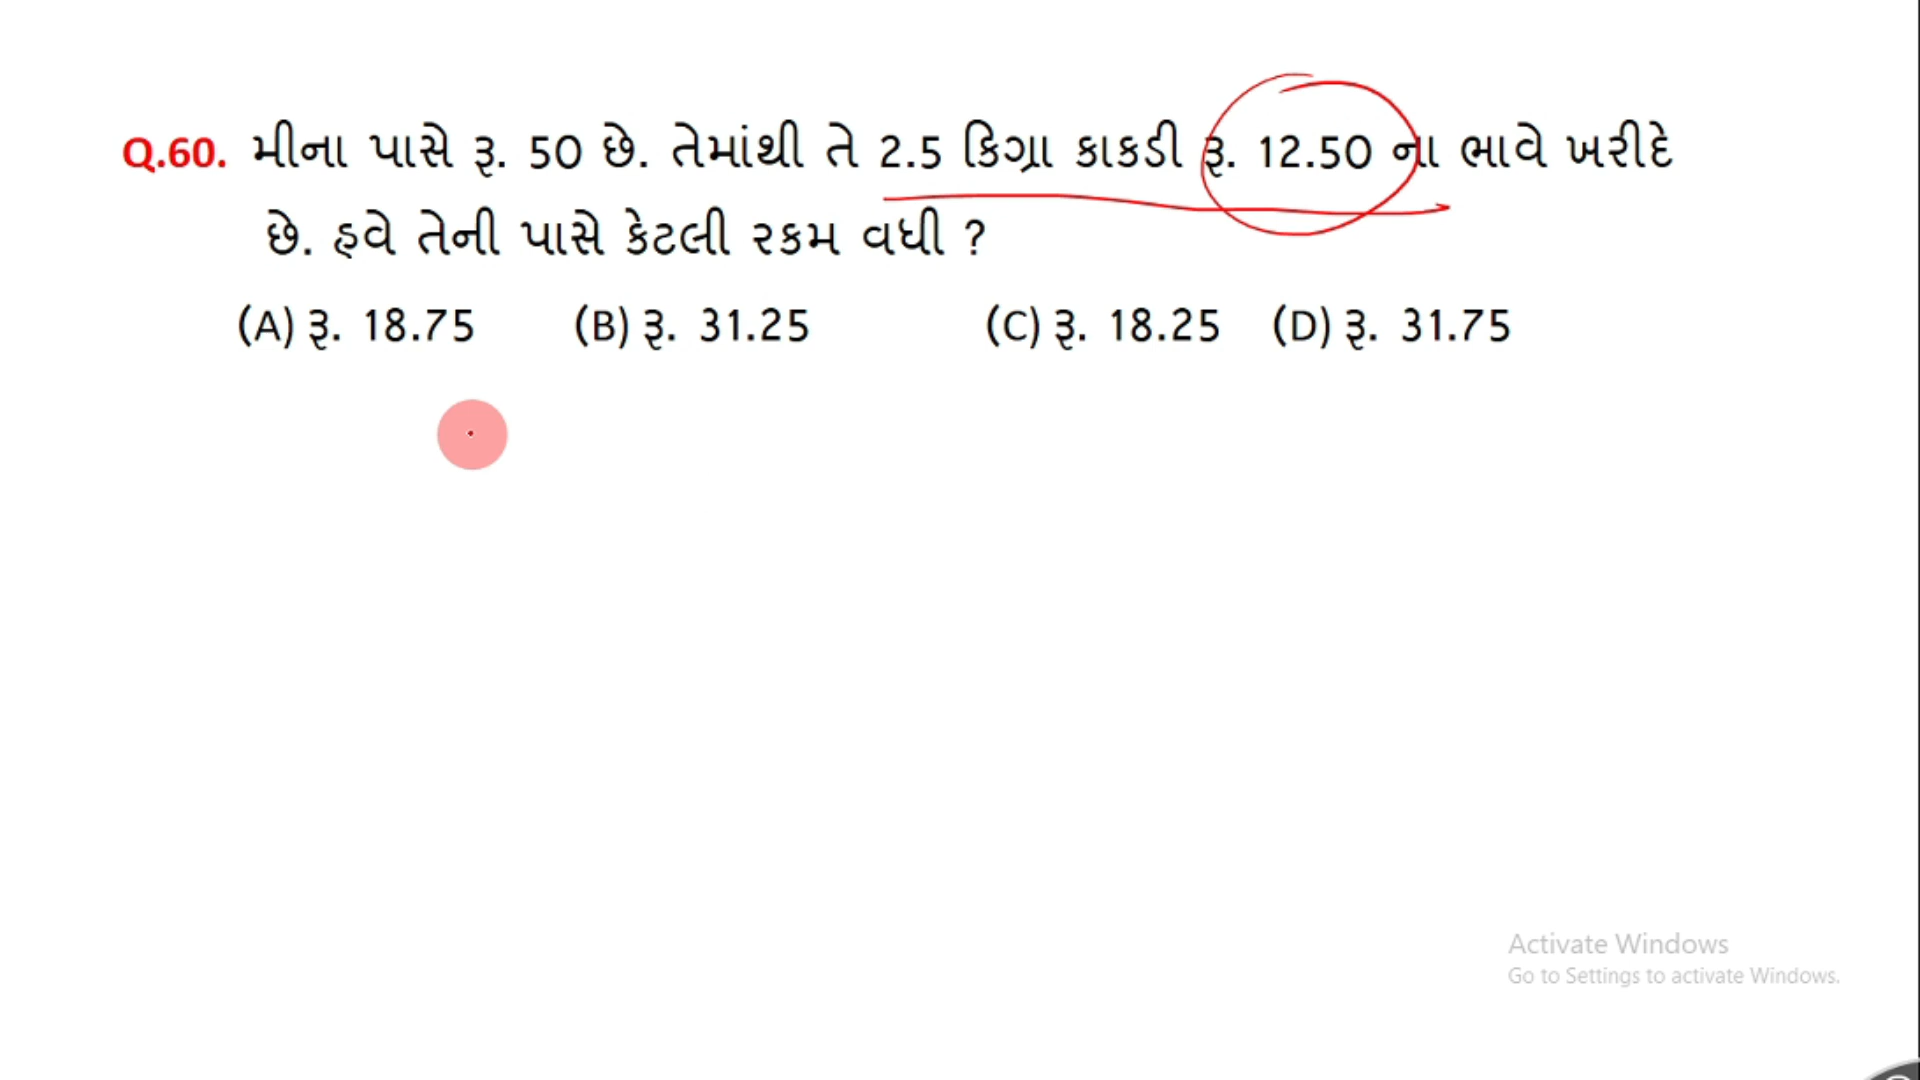 Q.60. મીના પાસે રૂ. 50 છે. તેમાંથી તે 2.5 કિગ્રા કાકડી રૂ. 12.50 ના ભાવે ખરીદે
છે. હવે તેની પાસે કેટલી રકમ વધી ?
(A) રૂ. 18.75 (B) રૂ. 31.25 (C) રૂ. 18.25 (D) રૂ. 31.75
Activate Windows
Go to Settings to activate Windows.